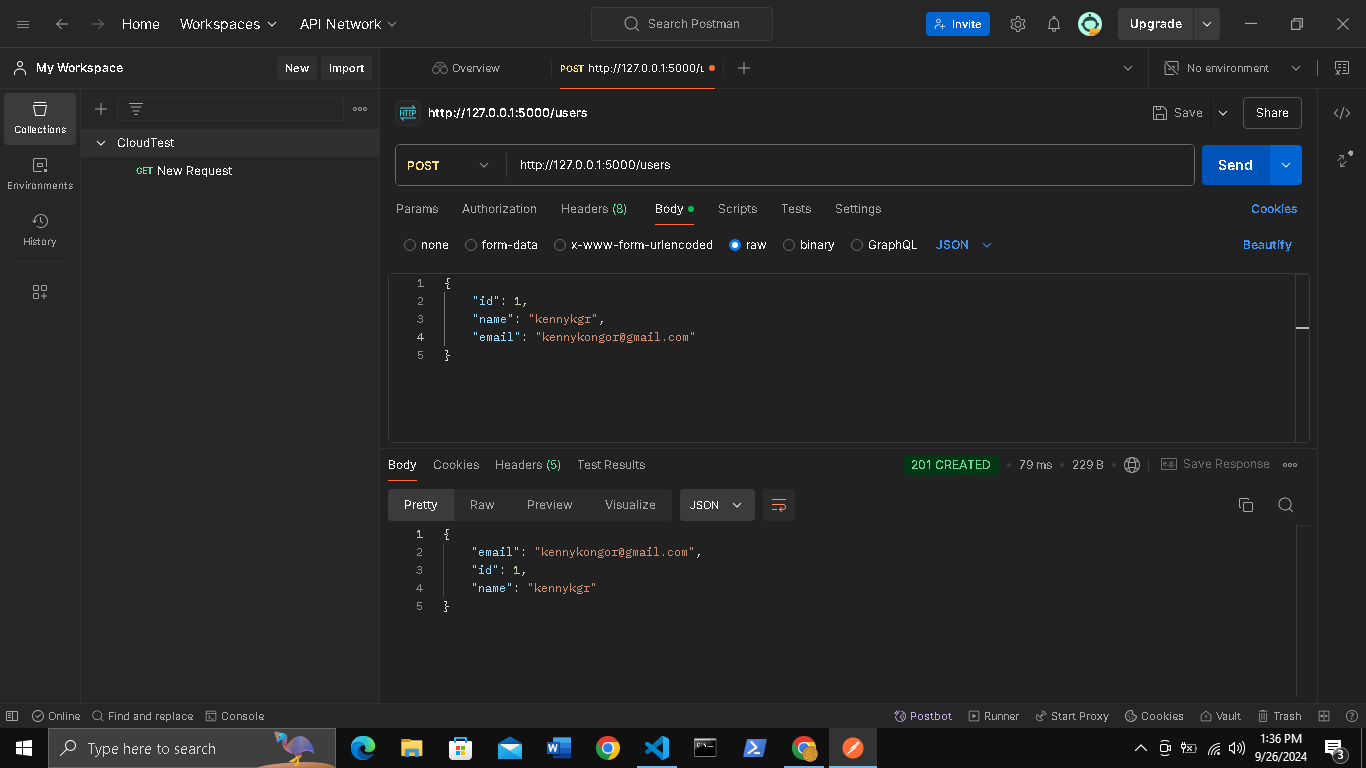 Home Workspaces API Network Search Postman Invite Upgrade
My Workspace New Import Overview POST http://127.0.0.1:5000/u No environment
Collections
CloudTest
GET New Request
Environments
History
HTTP http://127.0.0.1:5000/users Save Share
POST http://127.0.0.1:5000/users Send
Params Authorization Headers (8) Body Scripts Tests Settings Cookies
none form-data x-www-form-urlencoded raw binary GraphQL JSON Beautify
1 {
2 "id": 1,
3 "name": "kennykgr",
4 "email": "kennykongor@gmail.com"
5 }
Body Cookies Headers (5) Test Results 201 CREATED 79 ms 229 B e.g. Save Response
Pretty Raw Preview Visualize JSON
1 {
2 "email": "kennykongor@gmail.com",
3 "id": 1,
4 "name": "kennykgr"
5 }
Online Find and replace Console Postbot Runner Start Proxy Cookies Vault Trash
Type here to search 1:36 PM
9/26/2024 3